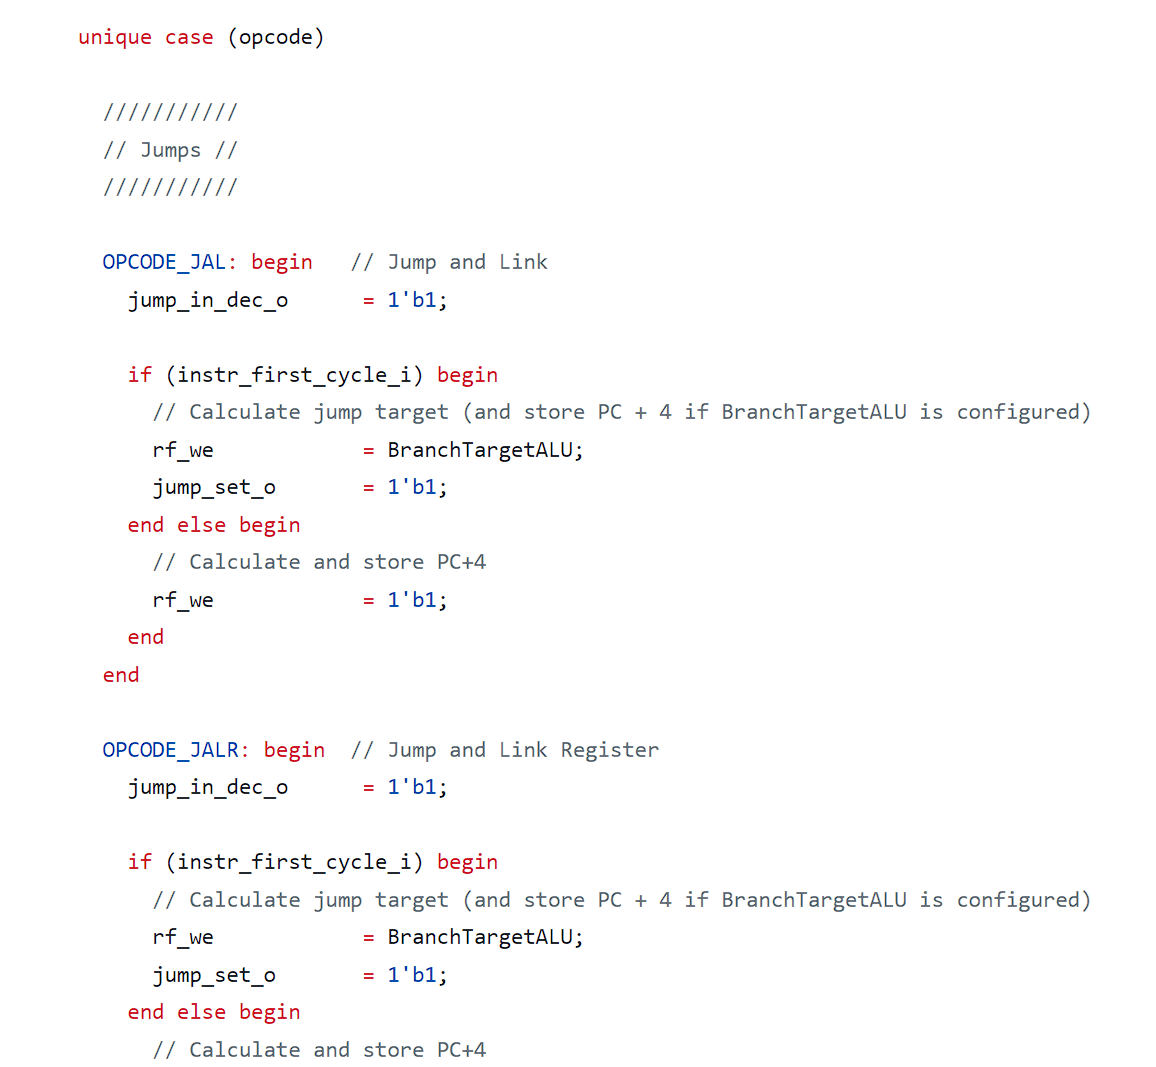 unique case (opcode)
///////////
// Jumps //
///////////
OPCODE_JAL: begin   // Jump and Link
jump_in_dec_o      = 1'b1;
if (instr_first_cycle_i) begin
// Calculate jump target (and store PC + 4 if BranchTargetALU is configured)
rf_we            = BranchTargetALU;
jump_set_o       = 1'b1;
end else begin
// Calculate and store PC+4
rf_we            = 1'b1;
end
end
OPCODE_JALR: begin  // Jump and Link Register
jump_in_dec_o      = 1'b1;
if (instr_first_cycle_i) begin
// Calculate jump target (and store PC + 4 if BranchTargetALU is configured)
rf_we            = BranchTargetALU;
jump_set_o       = 1'b1;
end else begin
// Calculate and store PC+4